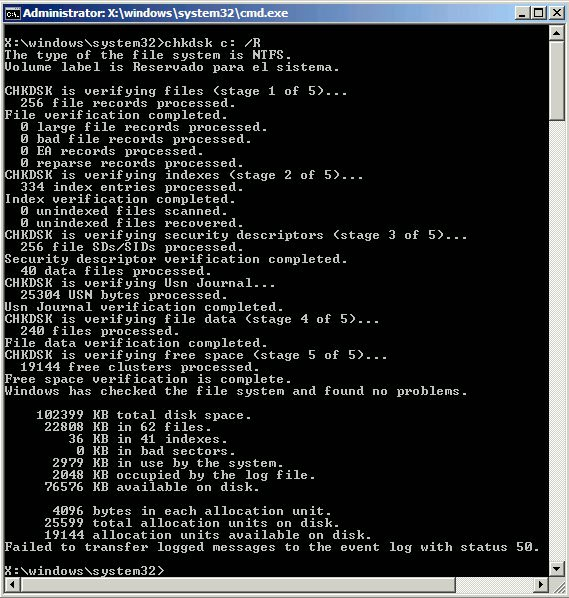 Administrator: X:\windows\system32\cmd.exe
X:\windows\system32>chkdsk c: /R
The type of the file system is NTFS.
Volume label is Reservado para el sistema.
CHKDSK is verifying files (stage 1 of 5)...
256 file records processed.
File verification completed.
0 large file records processed.
0 bad file records processed.
0 EA records processed.
0 reparse records processed.
CHKDSK is verifying indexes (stage 2 of 5)...
334 index entries processed.
Index verification completed.
0 unindexed files scanned.
0 unindexed files recovered.
CHKDSK is verifying security descriptors (stage 3 of 5)...
256 file SDs/SIDs processed.
Security descriptor verification completed.
40 data files processed.
CHKDSK is verifying Usn Journal...
25304 USN bytes processed.
Usn Journal verification completed.
CHKDSK is verifying file data (stage 4 of 5)...
240 files processed.
File data verification completed.
CHKDSK is verifying free space (stage 5 of 5)...
19144 free clusters processed.
Free space verification is complete.
Windows has checked the file system and found no problems.
102399 KB total disk space.
22808 KB in 62 files.
36 KB in 41 indexes.
0 KB in bad sectors.
2979 KB in use by the system.
2048 KB occupied by the log file.
76576 KB available on disk.
4096 bytes in each allocation unit.
25599 total allocation units on disk.
19144 allocation units available on disk.
Failed to transfer logged messages to the event log with status 50.
X:\windows\system32>